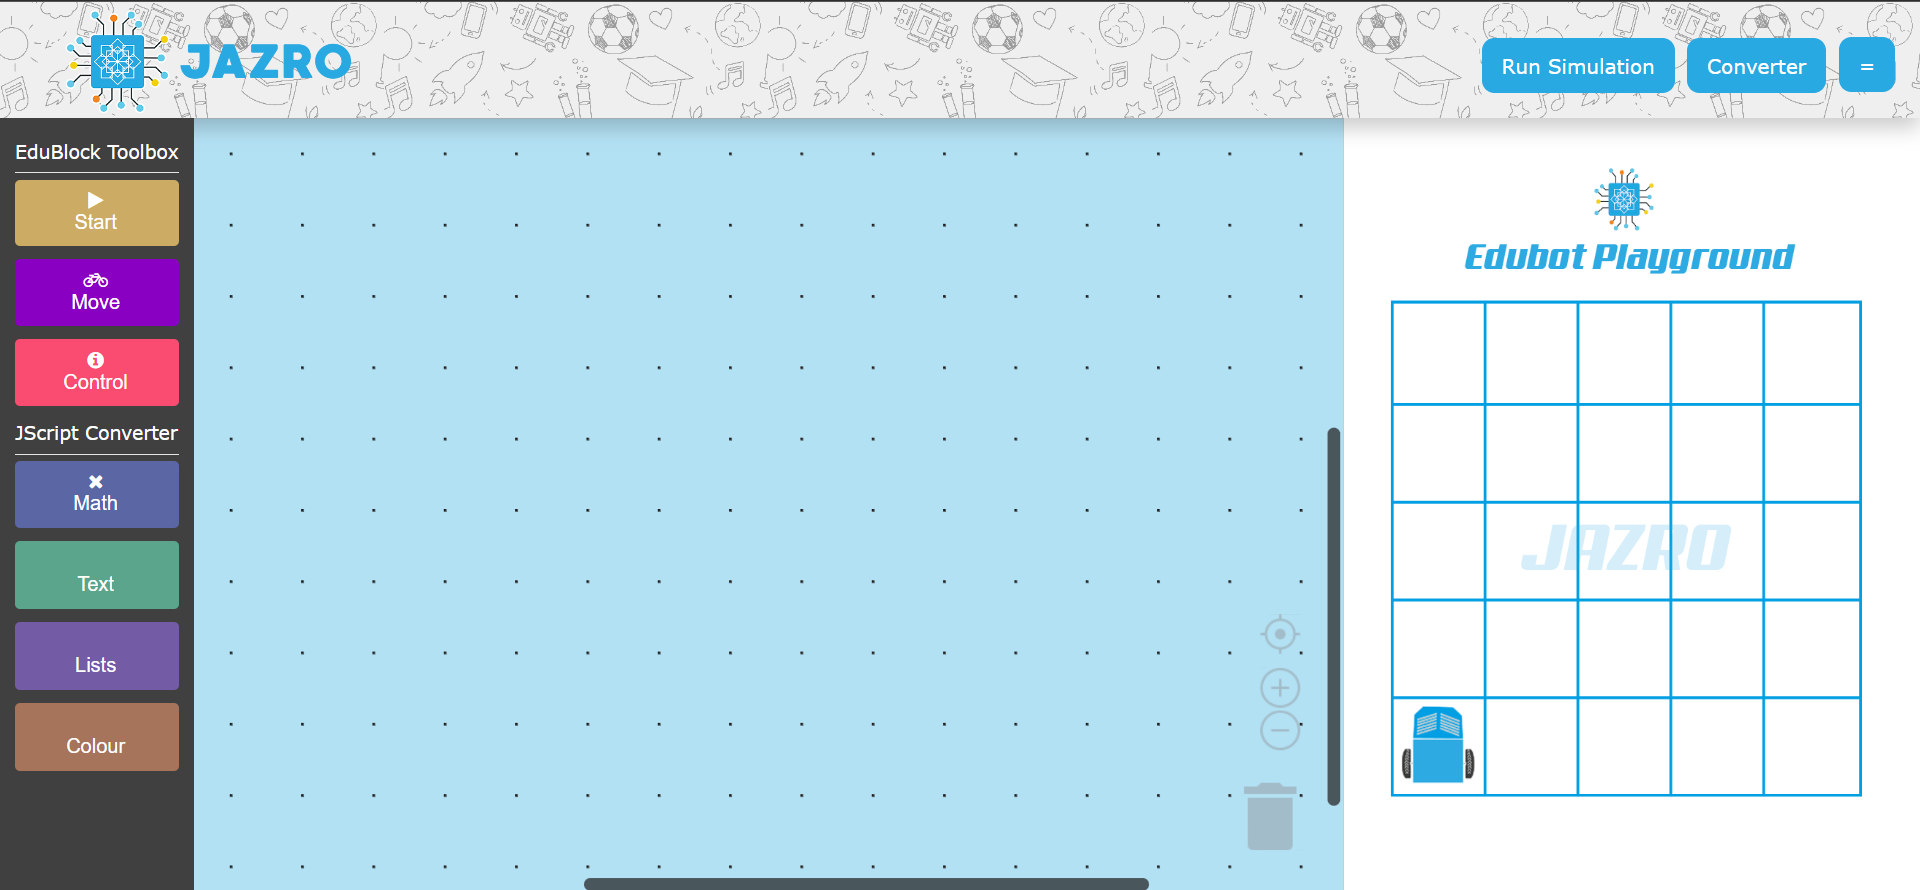 JAZRO
Run Simulation
Converter
=
EduBlock Toolbox
Start
Move
Control
JScript Converter
Math
Text
Lists
Colour
Edubot Playground
JAZRO